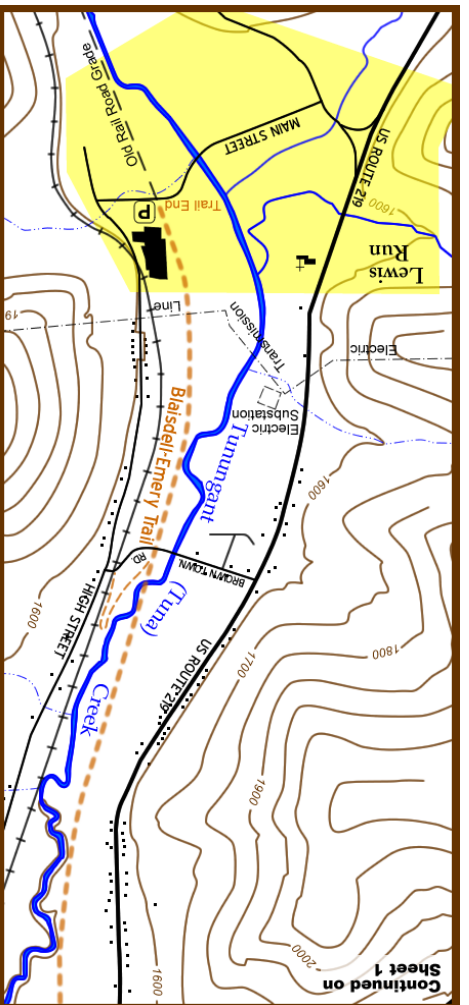 Old Rail Road Grade
MAIN STREET
US ROUTE 219
1600
P
Trail End
Lewis
Run
19
Line
Transmission
Electric
Electric
Substation
Blaisdell-Emery Trail
Tunungant
1600
BROWN TOWN
RD.
(Tuna)
HIGH STREET
1600
US ROUTE 219
1700
1800
Creek
1900
2000
1600
Continued on
Sheet 1